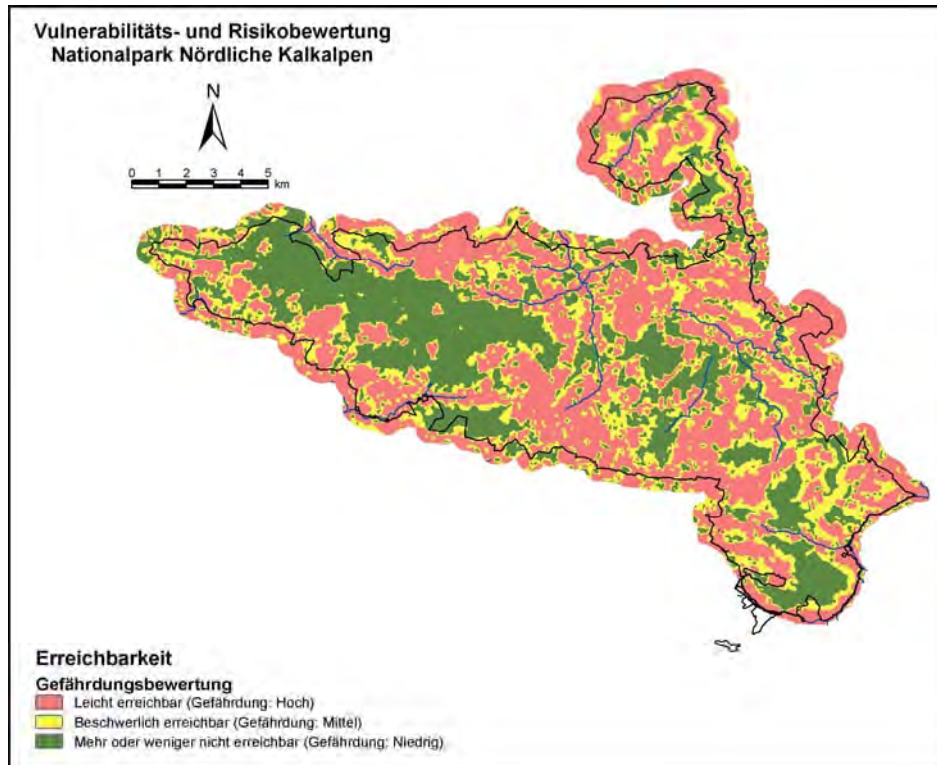 Vulnerabilitäts- und Risikobewertung
Nationalpark Nördliche Kalkalpen
N
0 1 2 3 4 5
km
Erreichbarkeit
Gefährdungsbewertung
Leicht erreichbar (Gefährdung: Hoch)
Beschwerlich erreichbar (Gefährdung: Mittel)
Mehr oder weniger nicht erreichbar (Gefährdung: Niedrig)